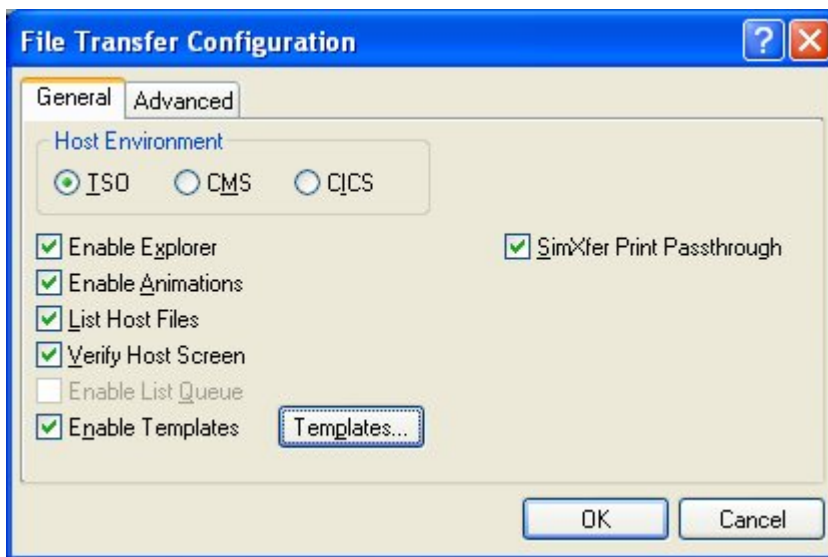 File Transfer Configuration
General Advanced
Host Environment
TSO CMS CICS
Enable Explorer SimXfer Print Passthrough
Enable Animations
List Host Files
Verify Host Screen
Enable List Queue
Enable Templates Templates...
OK Cancel